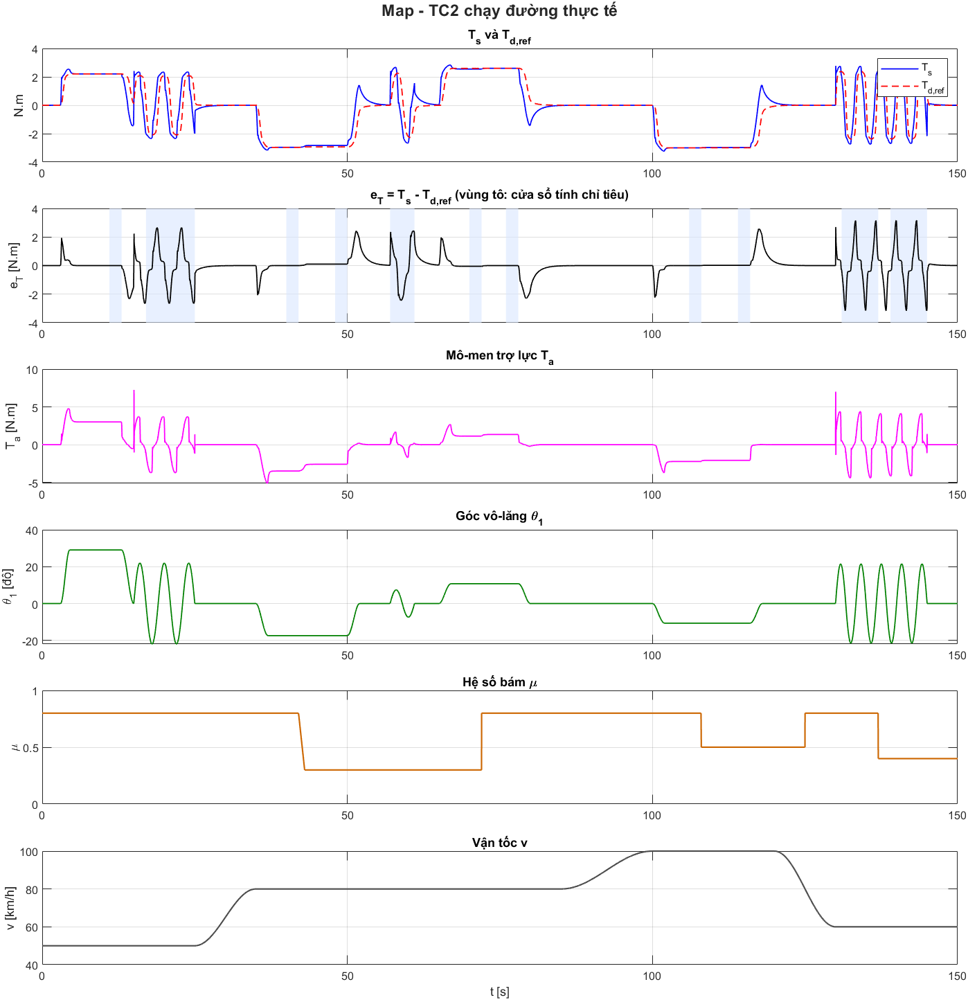 Map - TC2 chạy đường thực tế
T_s và T_d,ref
4
2
0
-2
-4
N.m
T_s
T_d,ref
0 50 100 150
e_T = T_s - T_d,ref (vùng tô: cửa sổ tính chỉ tiêu)
4
2
0
-2
-4
e_T [N.m]
0 50 100 150
Mô-men trợ lực T_a
10
5
0
-5
T_a [N.m]
0 50 100 150
Góc vô-lăng θ_1
40
20
0
-20
θ_1 [độ]
0 50 100 150
Hệ số bám μ
1
0.5
0
μ
0 50 100 150
Vận tốc v
100
80
60
40
v [km/h]
0 50 100 150
t [s]